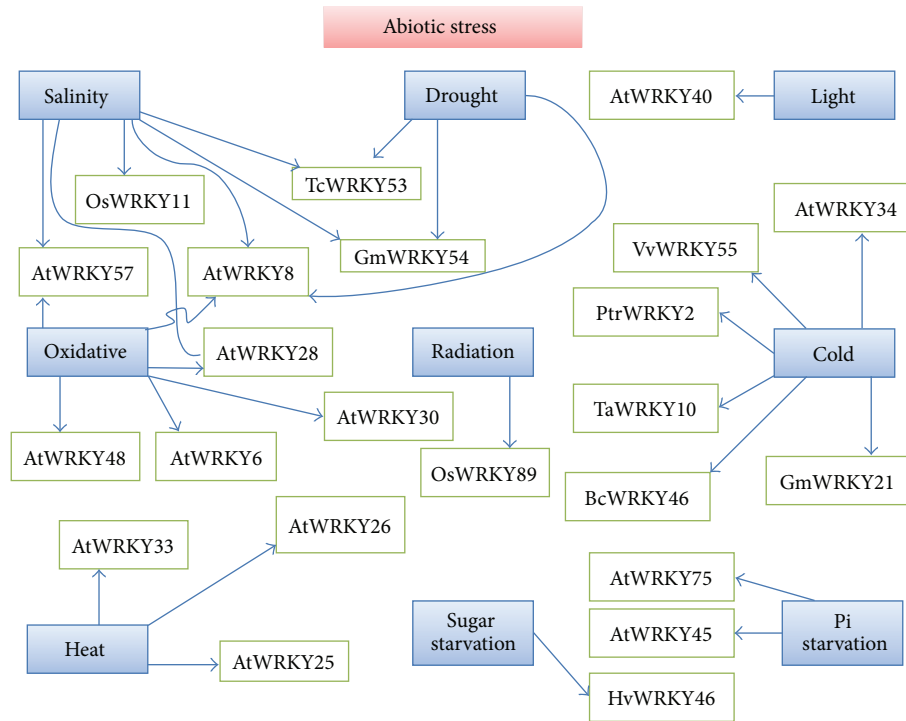 Abiotic stress
Salinity
Drought
AtWRKY40
Light
OsWRKY11
TcWRKY53
AtWRKY34
AtWRKY57
AtWRKY8
GmWRKY54
VvWRKY55
PtrWRKY2
Oxidative
AtWRKY28
Radiation
Cold
AtWRKY30
TaWRKY10
AtWRKY48
AtWRKY6
OsWRKY89
BcWRKY46
GmWRKY21
AtWRKY33
AtWRKY26
AtWRKY75
Heat
AtWRKY25
Sugar
starvation
AtWRKY45
Pi
starvation
HvWRKY46